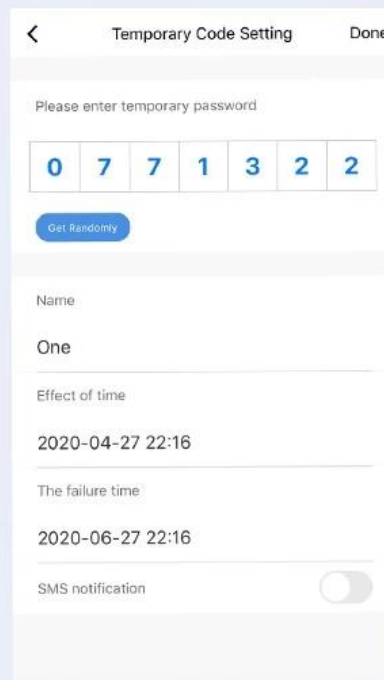 Temporary Code Setting Done
Please enter temporary password
0 7 7 1 3 2 2
Get Randomly
Name
One
Effect of time
2020-04-27 22:16
The failure time
2020-06-27 22:16
SMS notification